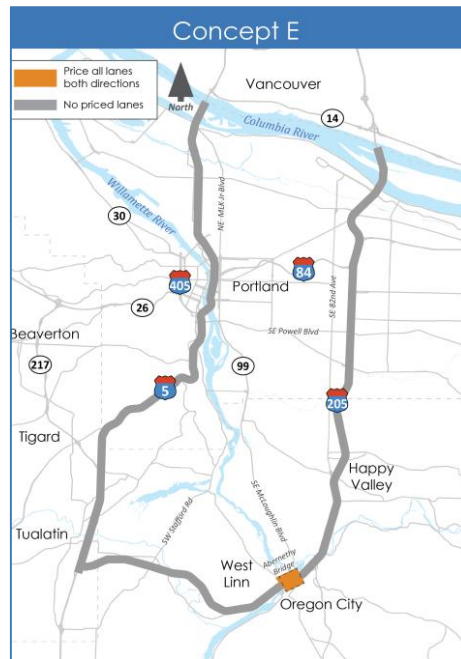 Concept E
Price all lanes
both directions
No priced lanes
North
Vancouver
14
Columbia River
Willamette River
NE MLK Jr Blvd
30
405
84
Portland
SE 82nd Ave
26
Beaverton
SE Powell Blvd
217
99
5
205
Tigard
Happy
Valley
SW Stafford Rd
SE McLoughlin Blvd
Tualatin
West
Linn
Abernethy
Bridge
Oregon City